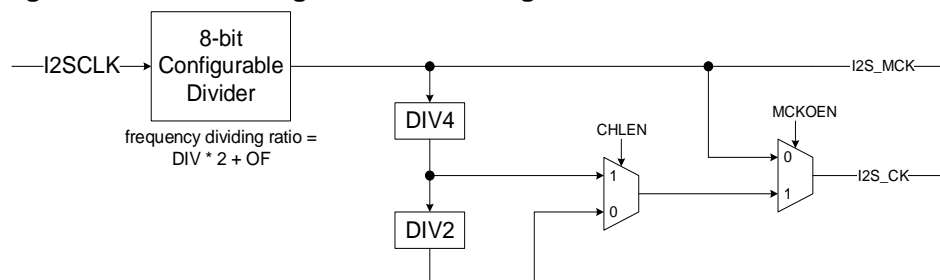 I2SCLK
8-bit
Configurable
Divider
frequency dividing ratio =
DIV * 2 + OF
I2S_MCK
DIV4
CHLEN
MCKOEN
1
0
0
1
I2S_CK
DIV2